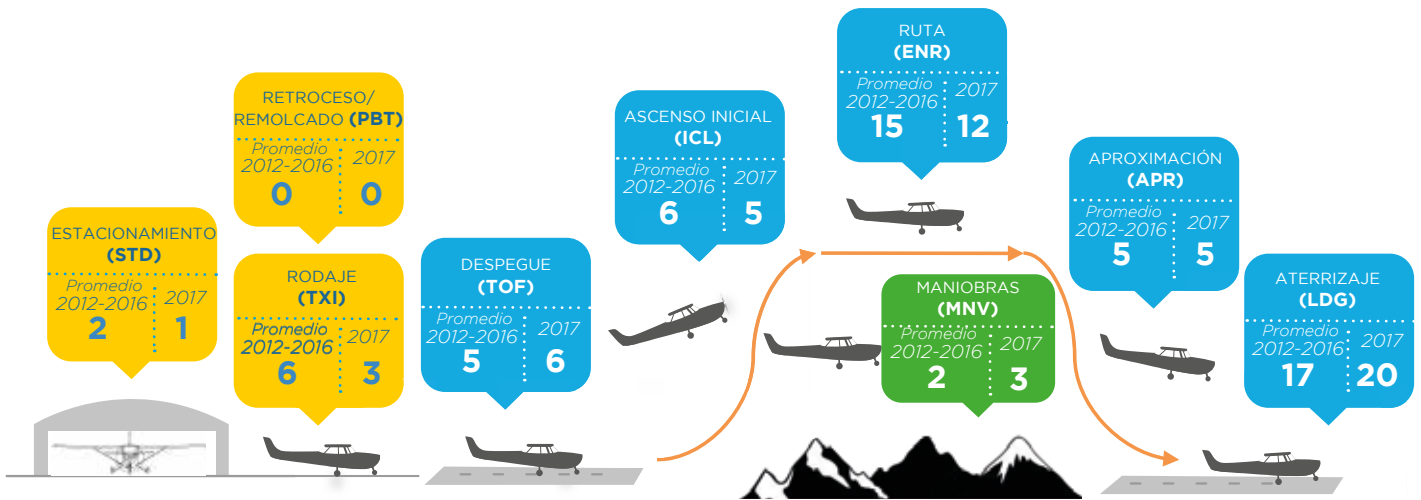 ESTACIONAMIENTO
(STD)
Promedio
2012-2016
2017
2
1
RETROCESO/
REMOLCADO (PBT)
Promedio
2012-2016
2017
0
0
RODAJE
(TXI)
Promedio
2012-2016
2017
6
3
DESPEGUE
(TOF)
Promedio
2012-2016
2017
5
6
ASCENSO INICIAL
(ICL)
Promedio
2012-2016
2017
6
5
RUTA
(ENR)
Promedio
2012-2016
2017
15
12
MANIOBRAS
(MNV)
Promedio
2012-2016
2017
2
3
APROXIMACIÓN
(APR)
Promedio
2012-2016
2017
5
5
ATERRIZAJE
(LDG)
Promedio
2012-2016
2017
17
20